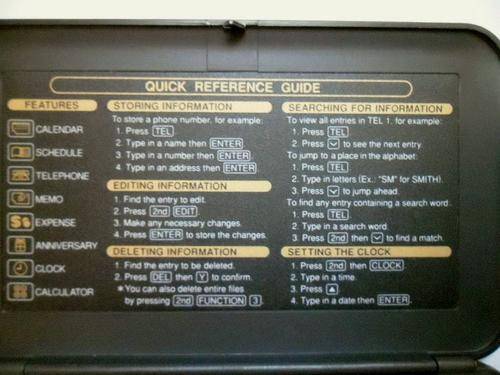 QUICK REFERENCE GUIDE
FEATURES
CALENDAR
SCHEDULE
TELEPHONE
MEMO
EXPENSE
ANNIVERSARY
CLOCK
CALCULATOR
STORING INFORMATION
To store a phone number, for example:
1. Press TEL
2. Type in a name then ENTER
3. Type in a number then ENTER
4. Type in an address then ENTER
EDITING INFORMATION
1. Find the entry to edit.
2. Press 2nd EDIT.
3. Make any necessary changes.
4. Press ENTER to store the changes.
DELETING INFORMATION
1. Find the entry to be deleted.
2. Press DEL then Y to confirm.
*You can also delete entire files
by pressing 2nd FUNCTION 3.
SEARCHING FOR INFORMATION
To view all entries in TEL 1, for example:
1. Press TEL
2. Press to see the next entry.
To jump to a place in the alphabet:
1. Press TEL
2. Type in letters (Ex.: "SM" for SMITH).
3. Press to jump ahead.
To find any entry containing a search word:
1. Press TEL
2. Type in a search word.
3. Press 2nd then to find a match.
SETTING THE CLOCK
1. Press 2nd then CLOCK
2. Type in a time.
3. Press ▲.
4. Type in a date then ENTER.